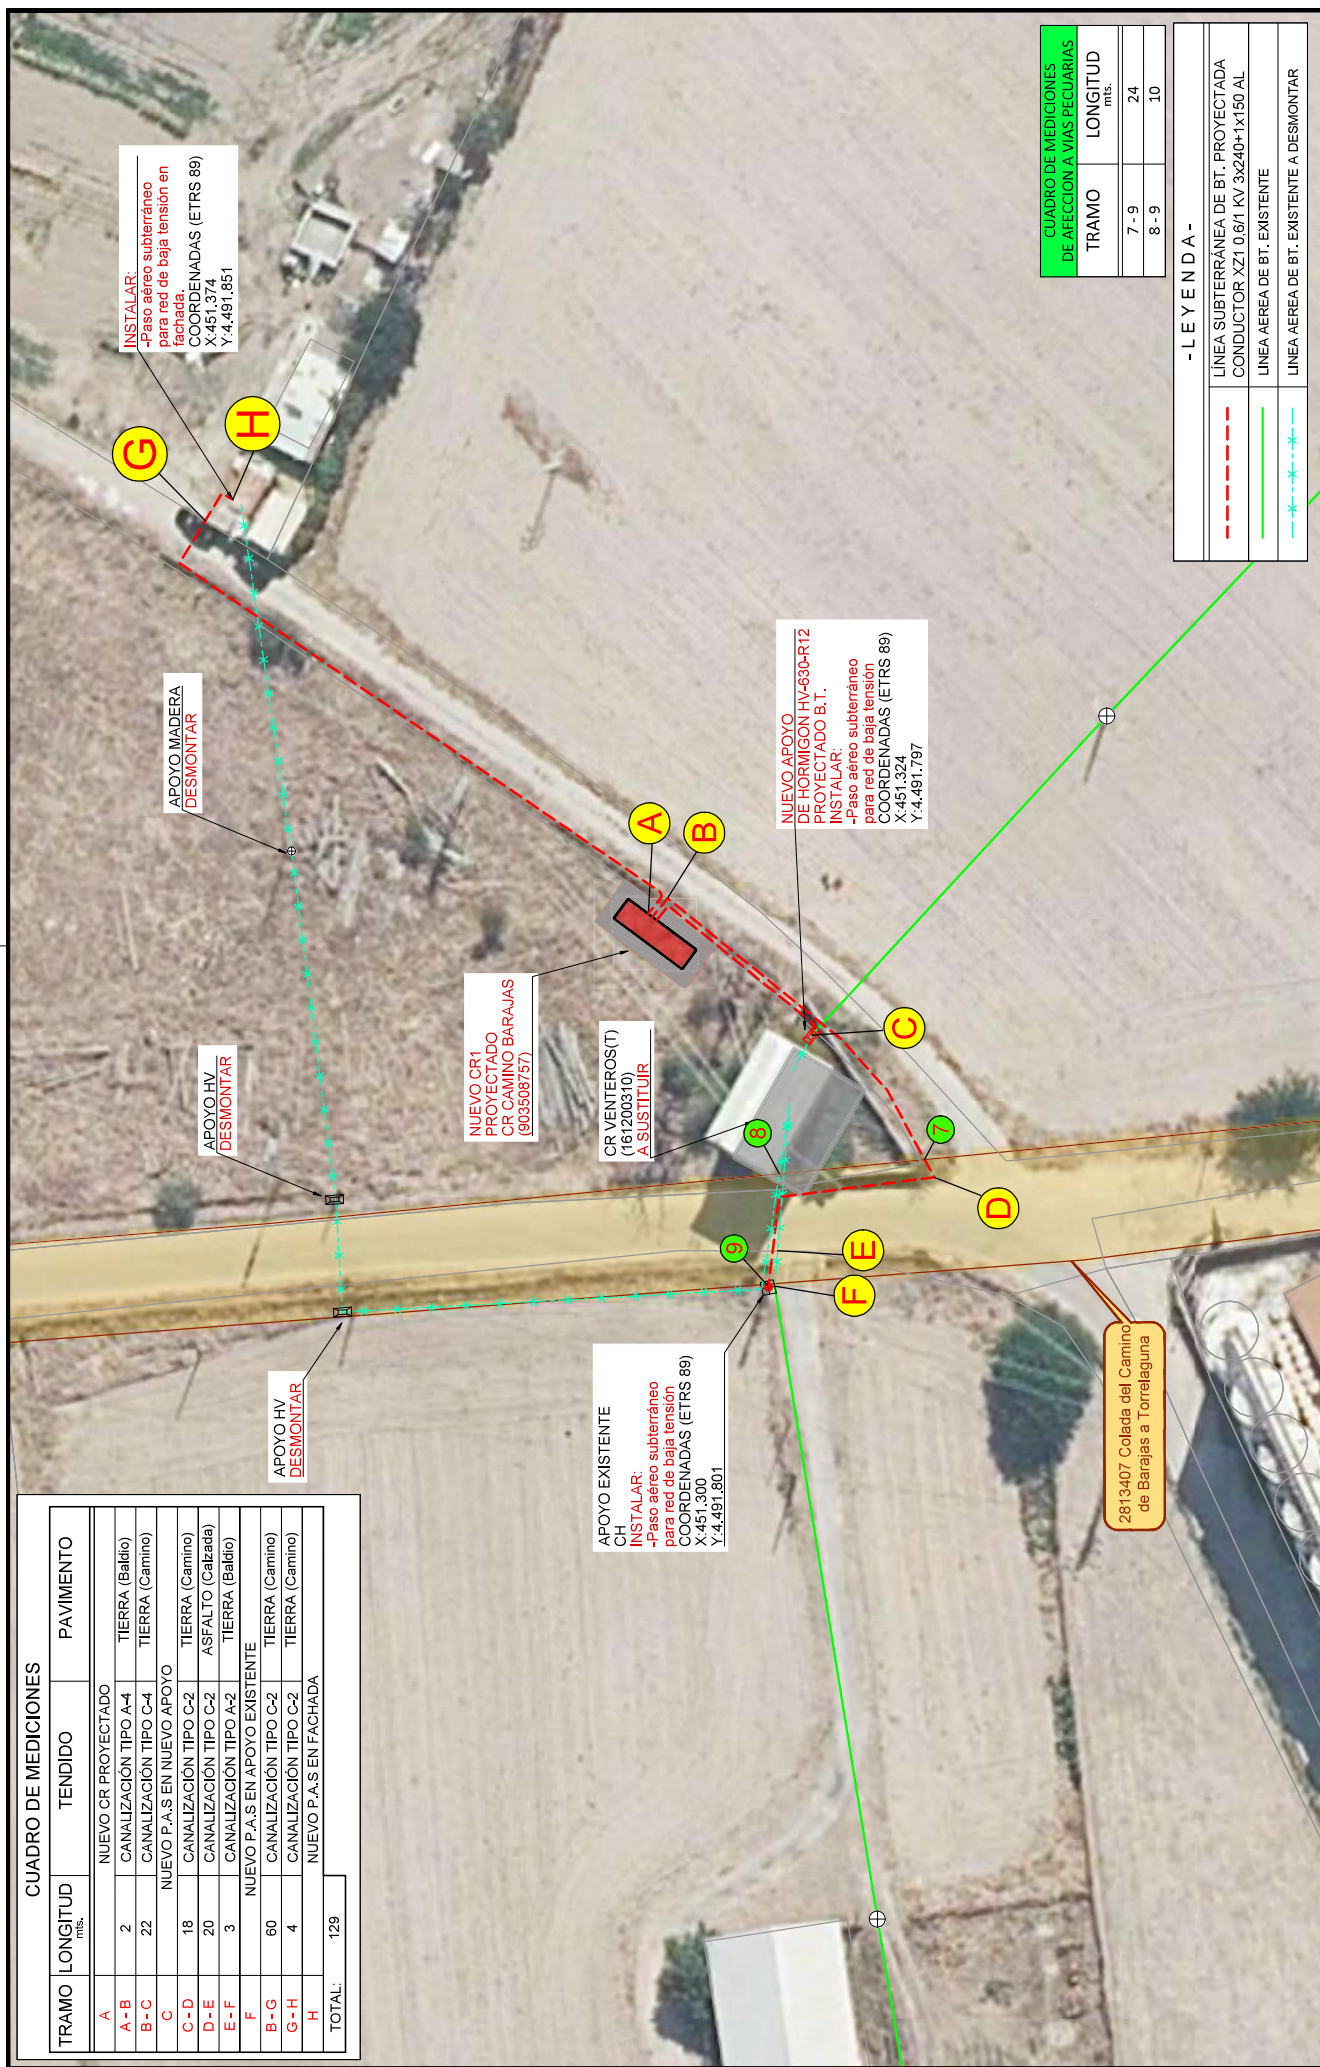 CUADRO DE MEDICIONES
TRAMO LONGITUD mts. TENDIDO PAVIMENTO
A NUEVO CR PROYECTADO
A - B 2 CANALIZACIÓN TIPO A-4 TIERRA (Baldío)
B - C 22 CANALIZACIÓN TIPO C-4 TIERRA (Camino)
C NUEVO P.A.S EN NUEVO APOYO
C - D 18 CANALIZACIÓN TIPO C-2 TIERRA (Camino)
D - E 20 CANALIZACIÓN TIPO C-2 ASFALTO (Calzada)
E - F 3 CANALIZACIÓN TIPO A-2 TIERRA (Baldío)
F NUEVO P.A.S EN APOYO EXISTENTE
B - G 60 CANALIZACIÓN TIPO C-2 TIERRA (Camino)
G - H 4 CANALIZACIÓN TIPO C-2 TIERRA (Camino)
H NUEVO P.A.S EN FACHADA
TOTAL: 129
APOYO HV
DESMONTAR
APOYO HV
DESMONTAR
APOYO MADERA
DESMONTAR
INSTALAR:
-Paso aéreo subterráneo
para red de baja tensión en
fachada.
COORDENADAS (ETRS 89)
X:451.374
Y:4.491.851
G
H
NUEVO CR1
PROYECTADO
CR CAMINO BARAJAS
(903508757)
CR VENTEROS(T)
(161200310)
A SUSTITUIR
A
B
NUEVO APOYO
DE HORMIGON HV-630-R12
PROYECTADO B.T.
INSTALAR:
-Paso aéreo subterráneo
para red de baja tensión
COORDENADAS (ETRS 89)
X:451.324
Y:4.491.797
C
8
7
9
E
D
F
APOYO EXISTENTE
CH
INSTALAR:
-Paso aéreo subterráneo
para red de baja tensión
COORDENADAS (ETRS 89)
X:451.300
Y:4.491.801
2813407 Colada del Camino
de Barajas a Torrelaguna
CUADRO DE MEDICIONES
DE AFECCION A VIAS PECUARIAS
TRAMO LONGITUD mts.
7 - 9 24
8 - 9 10
- L E Y E N D A -
LÍNEA SUBTERRÁNEA DE BT. PROYECTADA
CONDUCTOR XZ1 0,6/1 KV 3x240+1x150 AL
LINEA AEREA DE BT. EXISTENTE
LINEA AEREA DE BT. EXISTENTE A DESMONTAR